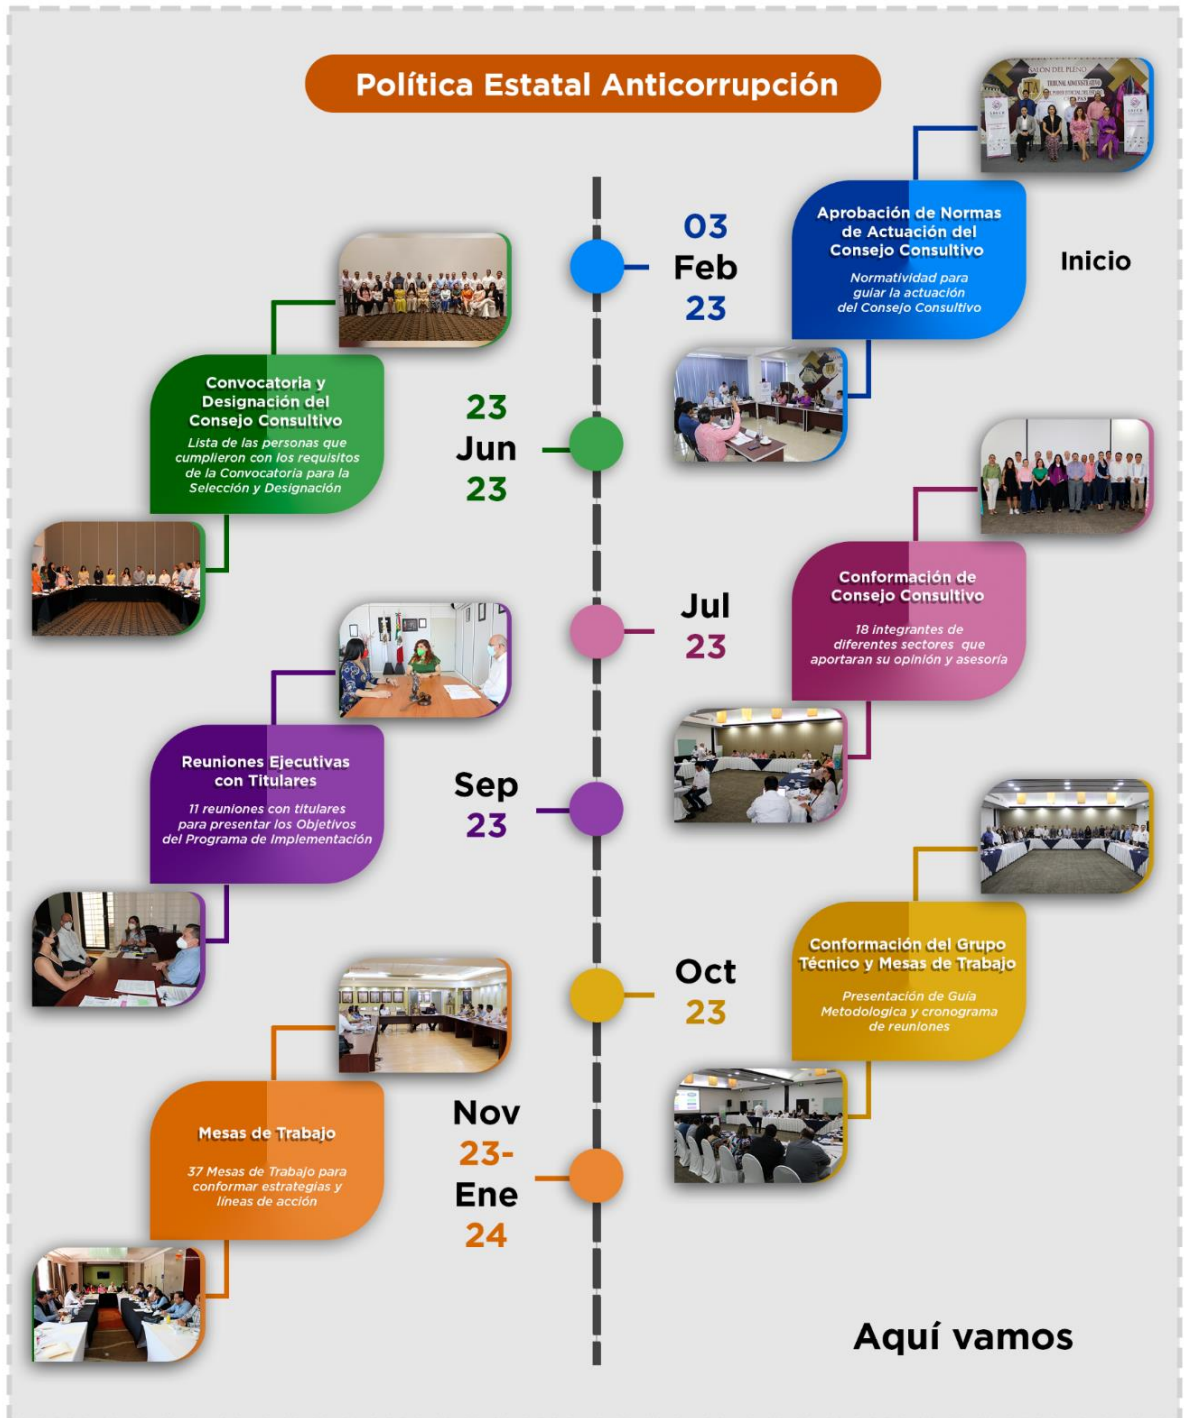 Política Estatal Anticorrupción
SALÓN DEL PLENO
TRIBUNAL ADMINISTRATIVO
03
Feb
23
Aprobación de Normas
de Actuación del
Consejo Consultivo
Normatividad para
guiar la actuación
del Consejo Consultivo
Inicio
Convocatoria y
Designación del
Consejo Consultivo
Lista de las personas que
cumplieron con los requisitos
de la Convocatoria para la
Selección y Designación
23
Jun
23
Jul
23
Conformación de
Consejo Consultivo
18 integrantes de
diferentes sectores que
aportaran su opinión y asesoría
Reuniones Ejecutivas
con Titulares
11 reuniones con titulares
para presentar los Objetivos
del Programa de Implementación
Sep
23
Oct
23
Conformación del Grupo
Técnico y Mesas de Trabajo
Presentación de Guía
Metodologica y cronograma
de reuniones
Mesas de Trabajo
37 Mesas de Trabajo para
conformar estrategias y
líneas de acción
Nov
23-
Ene
24
Aquí vamos